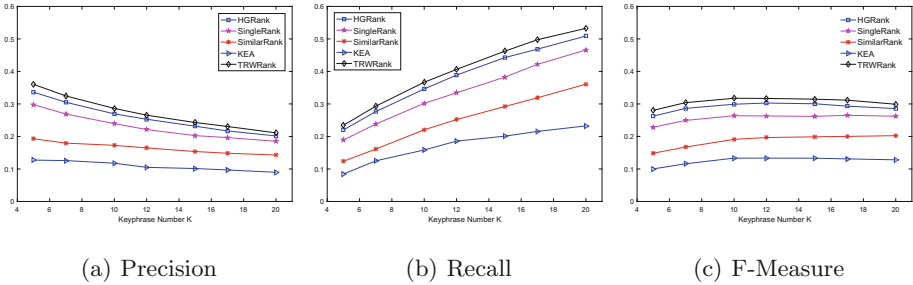 0.6
0.5
0.4
0.3
0.2
0.1
0
4 6 8 10 12 14 16 18 20
Keyphrase Number K
HGRank
SingleRank
SimilarRank
KEA
TRWRank
(a) Precision
0.6
0.5
0.4
0.3
0.2
0.1
0
4 6 8 10 12 14 16 18 20
Keyphrase Number K
HGRank
SingleRank
SimilarRank
KEA
TRWRank
(b) Recall
0.6
0.5
0.4
0.3
0.2
0.1
0
4 6 8 10 12 14 16 18 20
Keyphrase Number K
HGRank
SingleRank
SimilarRank
KEA
TRWRank
(c) F-Measure